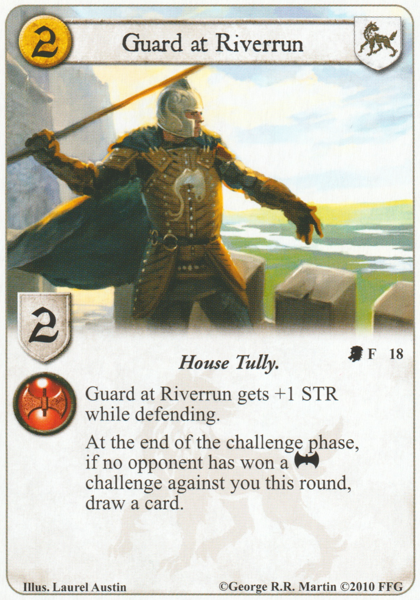 2
Guard at Riverrun
2
House Tully.
F 18
Guard at Riverrun gets +1 STR
while defending.
At the end of the challenge phase,
if no opponent has won a
challenge against you this round,
draw a card.
Illus. Laurel Austin
©George R.R. Martin ©2010 FFG